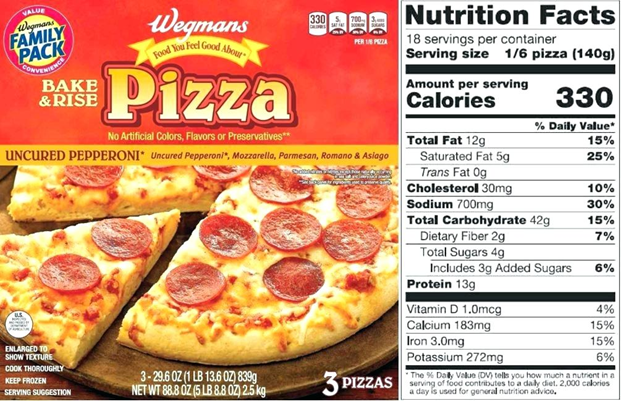 VALUE
Wegmans
FAMILY
PACK
CONVENIENCE
Wegmans
Food You Feel Good About
330
CALORIES
5g
SAT FAT
700mg
SODIUM
3g
SUGARS
PER 1/6 PIZZA
BAKE
& RISE
Pizza
No Artificial Colors, Flavors or Preservatives**
UNCURED PEPPERONI* Uncured Pepperoni*, Mozzarella, Parmesan, Romano & Asiago
U.S.
ENLARGED TO
SHOW TEXTURE
COOK THOROUGHLY
KEEP FROZEN
SERVING SUGGESTION
3 - 29.6 OZ (1 LB 13.6 OZ) 839g
NET WT 88.8 OZ (5 LB 8.8 OZ) 2.5 kg
3 PIZZAS
Nutrition Facts
18 servings per container
Serving size 1/6 pizza (140g)
Amount per serving
Calories 330
% Daily Value*
Total Fat 12g 15%
Saturated Fat 5g 25%
Trans Fat 0g
Cholesterol 30mg 10%
Sodium 700mg 30%
Total Carbohydrate 42g 15%
Dietary Fiber 2g 7%
Total Sugars 4g
Includes 3g Added Sugars 6%
Protein 13g
Vitamin D 1.0mcg 4%
Calcium 183mg 15%
Iron 3.0mg 15%
Potassium 272mg 6%
* The % Daily Value (DV) tells you how much a nutrient in a
serving of food contributes to a daily diet. 2,000 calories
a day is used for general nutrition advice.